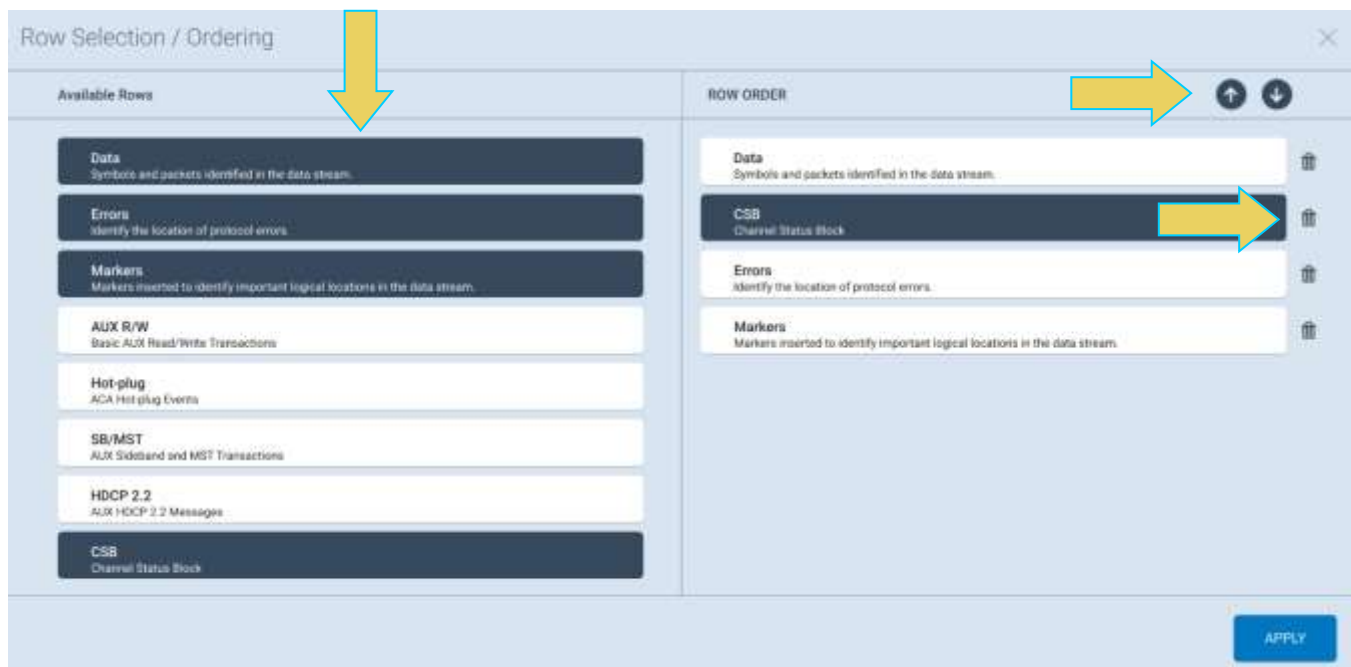 Row Selection / Ordering
Available Rows
Data
Symbols and packets identified in the data stream.
Errors
Identify the location of protocol errors.
Markers
Markers inserted to identify important logical locations in the data stream.
AUX R/W
Basic AUX Read/Write Transactions
Hot-plug
ACA Hot-plug Events
SB/MST
AUX Sideband and MST Transactions
HDCP 2.2
AUX HDCP 2.2 Messages
CSB
Channel Status Block
ROW ORDER
Data
Symbols and packets identified in the data stream.
CSB
Channel Status Block
Errors
Identify the location of protocol errors.
Markers
Markers inserted to identify important logical locations in the data stream.
APPLY